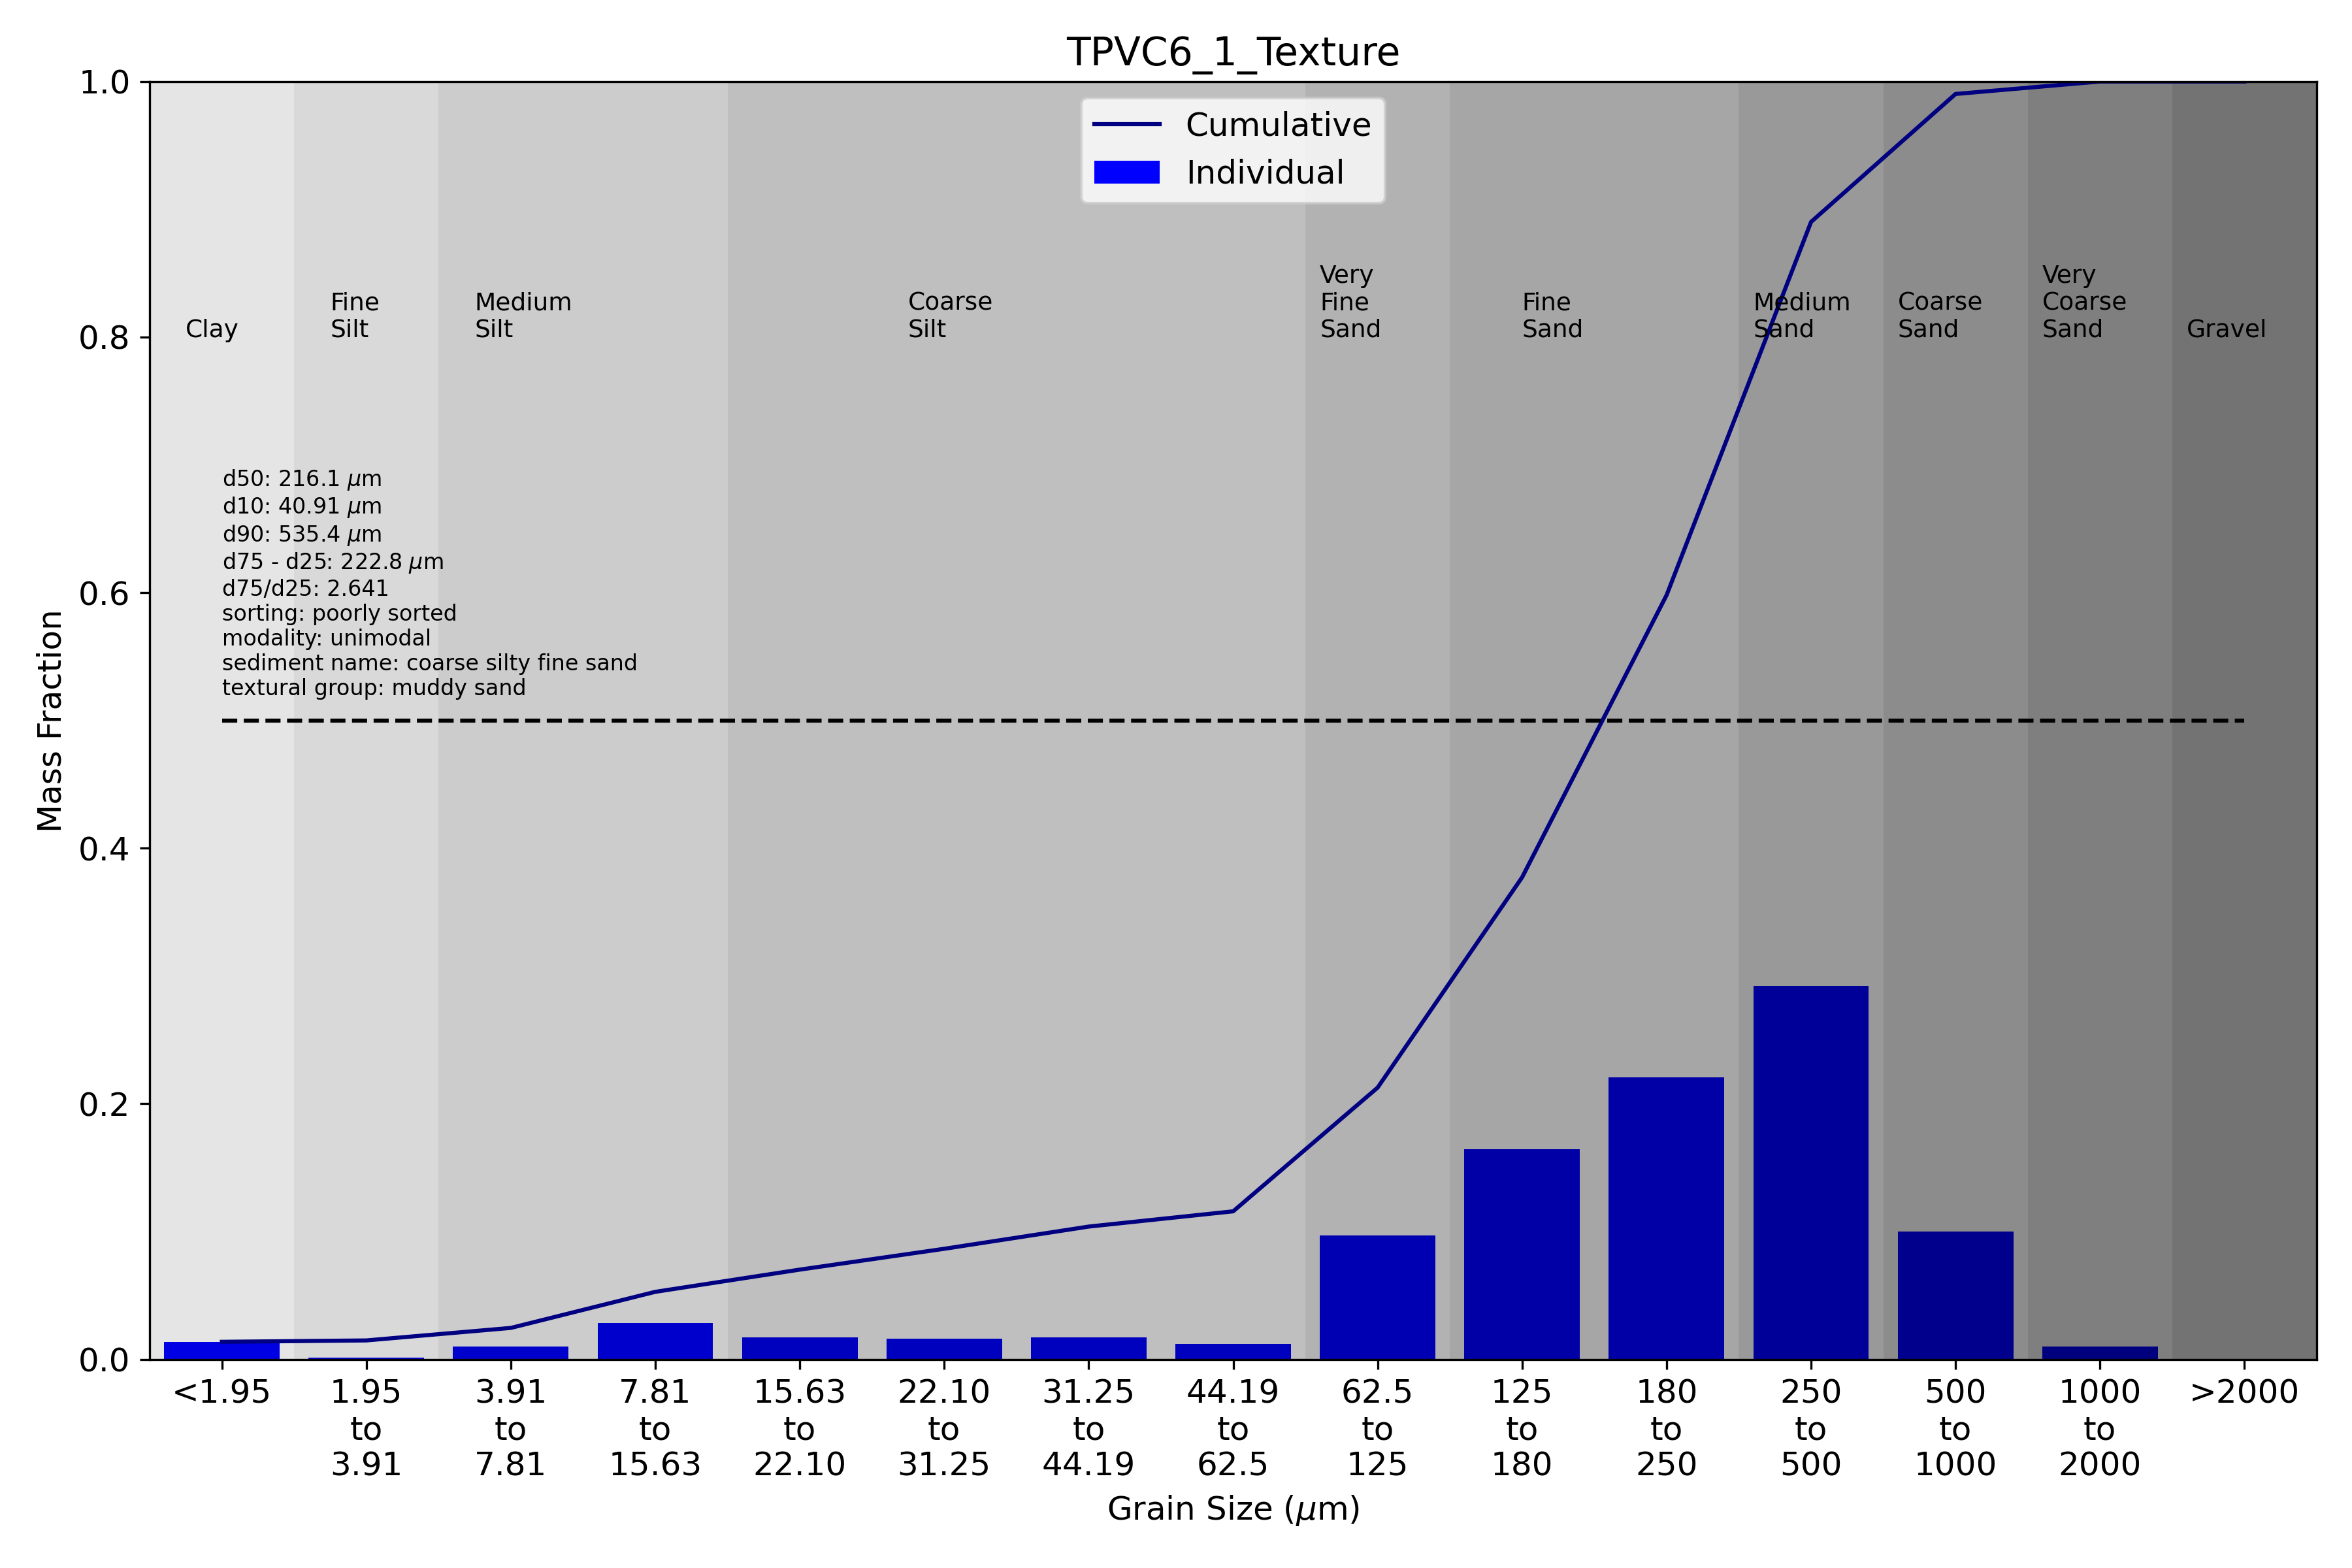 TPVC6_1_Texture
1.0
0.8
0.6
0.4
0.2
0.0
Mass Fraction
Cumulative
Individual
Clay
Fine
Silt
Medium
Silt
Coarse
Silt
Very
Fine
Sand
Fine
Sand
Medium
Sand
Coarse
Sand
Very
Coarse
Sand
Gravel
d50: 216.1 μm
d10: 40.91 μm
d90: 535.4 μm
d75 - d25: 222.8 μm
d75/d25: 2.641
sorting: poorly sorted
modality: unimodal
sediment name: coarse silty fine sand
textural group: muddy sand
<1.95
1.95
to
3.91
3.91
to
7.81
7.81
to
15.63
15.63
to
22.10
22.10
to
31.25
31.25
to
44.19
44.19
to
62.5
62.5
to
125
125
to
180
180
to
250
250
to
500
500
to
1000
1000
to
2000
>2000
Grain Size (μm)